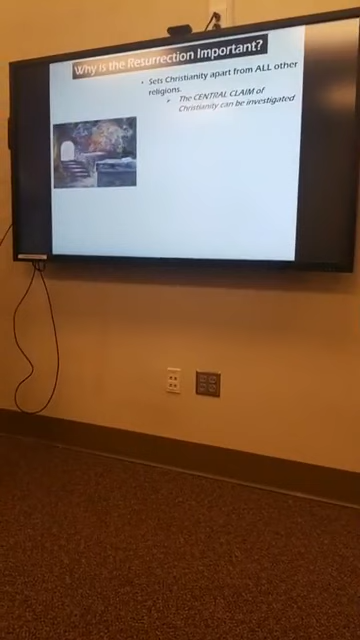 Why is the Resurrection Important?
• Sets Christianity apart from ALL other
religions.
• The CENTRAL CLAIM of
Christianity can be investigated